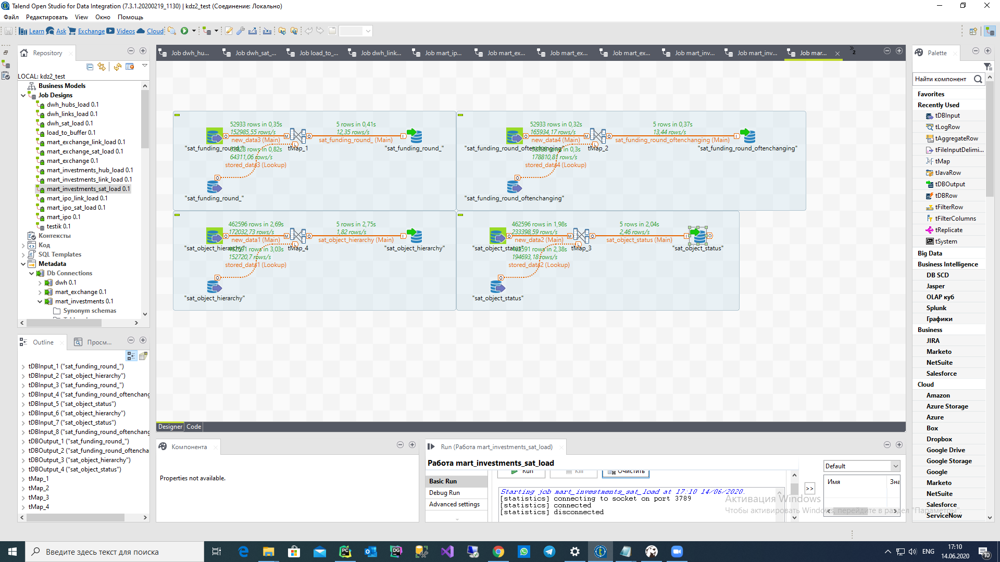 Talend Open Studio for Data Integration (7.3.1.20200219_1130) | kdz2_test (Соединение: Локально)
Файл Редактировать View Окно Помощь
Learn Ask Exchange Videos Cloud
Repository
LOCAL: kdz2_test
Business Models
Job Designs
dwh_hubs_load 0.1
dwh_links_load 0.1
dwh_sat_load 0.1
load_to_buffer 0.1
mart_exchange_link_load 0.1
mart_exchange_sat_load 0.1
mart_exchange 0.1
mart_investments_hub_load 0.1
mart_investments_link_load 0.1
mart_investments_sat_load 0.1
mart_ipo_link_load 0.1
mart_ipo_sat_load 0.1
mart_ipo 0.1
testik 0.1
Контексты
Код
SQL Templates
Metadata
Db Connections
dwh 0.1
mart_exchange 0.1
mart_investments 0.1
Synonym schemas
Outline Просм...
tDBInput_1 ("sat_funding_round_")
tDBInput_2 ("sat_object_hierarchy")
tDBInput_3 ("sat_funding_round_")
tDBInput_4 ("sat_funding_round_oftenchang
tDBInput_5 ("sat_object_status")
tDBInput_6 ("sat_object_hierarchy")
tDBInput_7 ("sat_object_status")
tDBInput_8 ("sat_funding_round_oftenchang
tDBOutput_1 ("sat_funding_round_")
tDBOutput_2 ("sat_funding_round_oftencha
tDBOutput_3 ("sat_object_hierarchy")
tDBOutput_4 ("sat_object_status")
tMap_1
tMap_2
tMap_3
tMap_4
Job dwh_hu... Job dwh_sat_... Job load_to_... Job dwh_link... Job mart_ip... Job mart_ex... Job mart_ex... Job mart_ex... Job mart_inv... Job mart_inv... Job mar... 2
52933 rows in 0,35s
152985,55 rows/s
new_data3 (Main)
5 rows in 0,41s
12,35 rows/s
sat_funding_round_ (Main)
"sat_funding_round_" tMap_1 "sat_funding_round_"
64311,06 rows/s
stored_data3 (Lookup)
"sat_funding_round_"
52933 rows in 0,32s
165934,17 rows/s
new_data4 (Main)
5 rows in 0,37s
13,44 rows/s
sat_funding_round_oftenchanging (Main)
"sat_funding_round_oftenchanging" tMap_2 "sat_funding_round_oftenchanging"
178810,81 rows/s
stored_data4 (Lookup)
"sat_funding_round_oftenchanging"
462596 rows in 2,69s
172032,73 rows/s
new_data1 (Main)
5 rows in 2,75s
1,82 rows/s
sat_object_hierarchy (Main)
"sat_object_hierarchy" tMap_4 "sat_object_hierarchy"
462591 rows in 3,03s
152720,7 rows/s
stored_data1 (Lookup)
"sat_object_hierarchy"
462596 rows in 1,98s
233398,59 rows/s
new_data2 (Main)
5 rows in 2,04s
2,46 rows/s
sat_object_status (Main)
"sat_object_status" tMap_3 "sat_object_status"
462591 rows in 2,38s
194693,18 rows/s
stored_data2 (Lookup)
"sat_object_status"
Designer Code
Компонента
Properties not available.
Run (Работа mart_investments_sat_load)
Работа mart_investments_sat_load
Run Kill Очистить
Basic Run
Debug Run
Advanced settings
Starting job mart_investments_sat_load at 17:10 14/06/2020.
[statistics] connecting to socket on port 3789
[statistics] connected
[statistics] disconnected
>>
Default
Имя Зна
Активация Windows
Чтобы активировать Windows, перейдите в раздел "Параметры".
Palette
Найти компонент
Favorites
Recently Used
tDBInput
tLogRow
tAggregateRow
tFileInputDelimi...
tMap
tJavaRow
tDBOutput
tDBRow
tFilterRow
tFilterColumns
tReplicate
tSystem
Big Data
Business Intelligence
DB SCD
Jasper
OLAP куб
Splunk
Графики
Business
JIRA
Marketo
NetSuite
Salesforce
Cloud
Amazon
Azure Storage
Azure
Box
Dropbox
Google Drive
Google Storage
Google
Marketo
NetSuite
Salesforce
ServiceNow
Введите здесь текст для поиска
ENG
17:10
14.06.2020
10